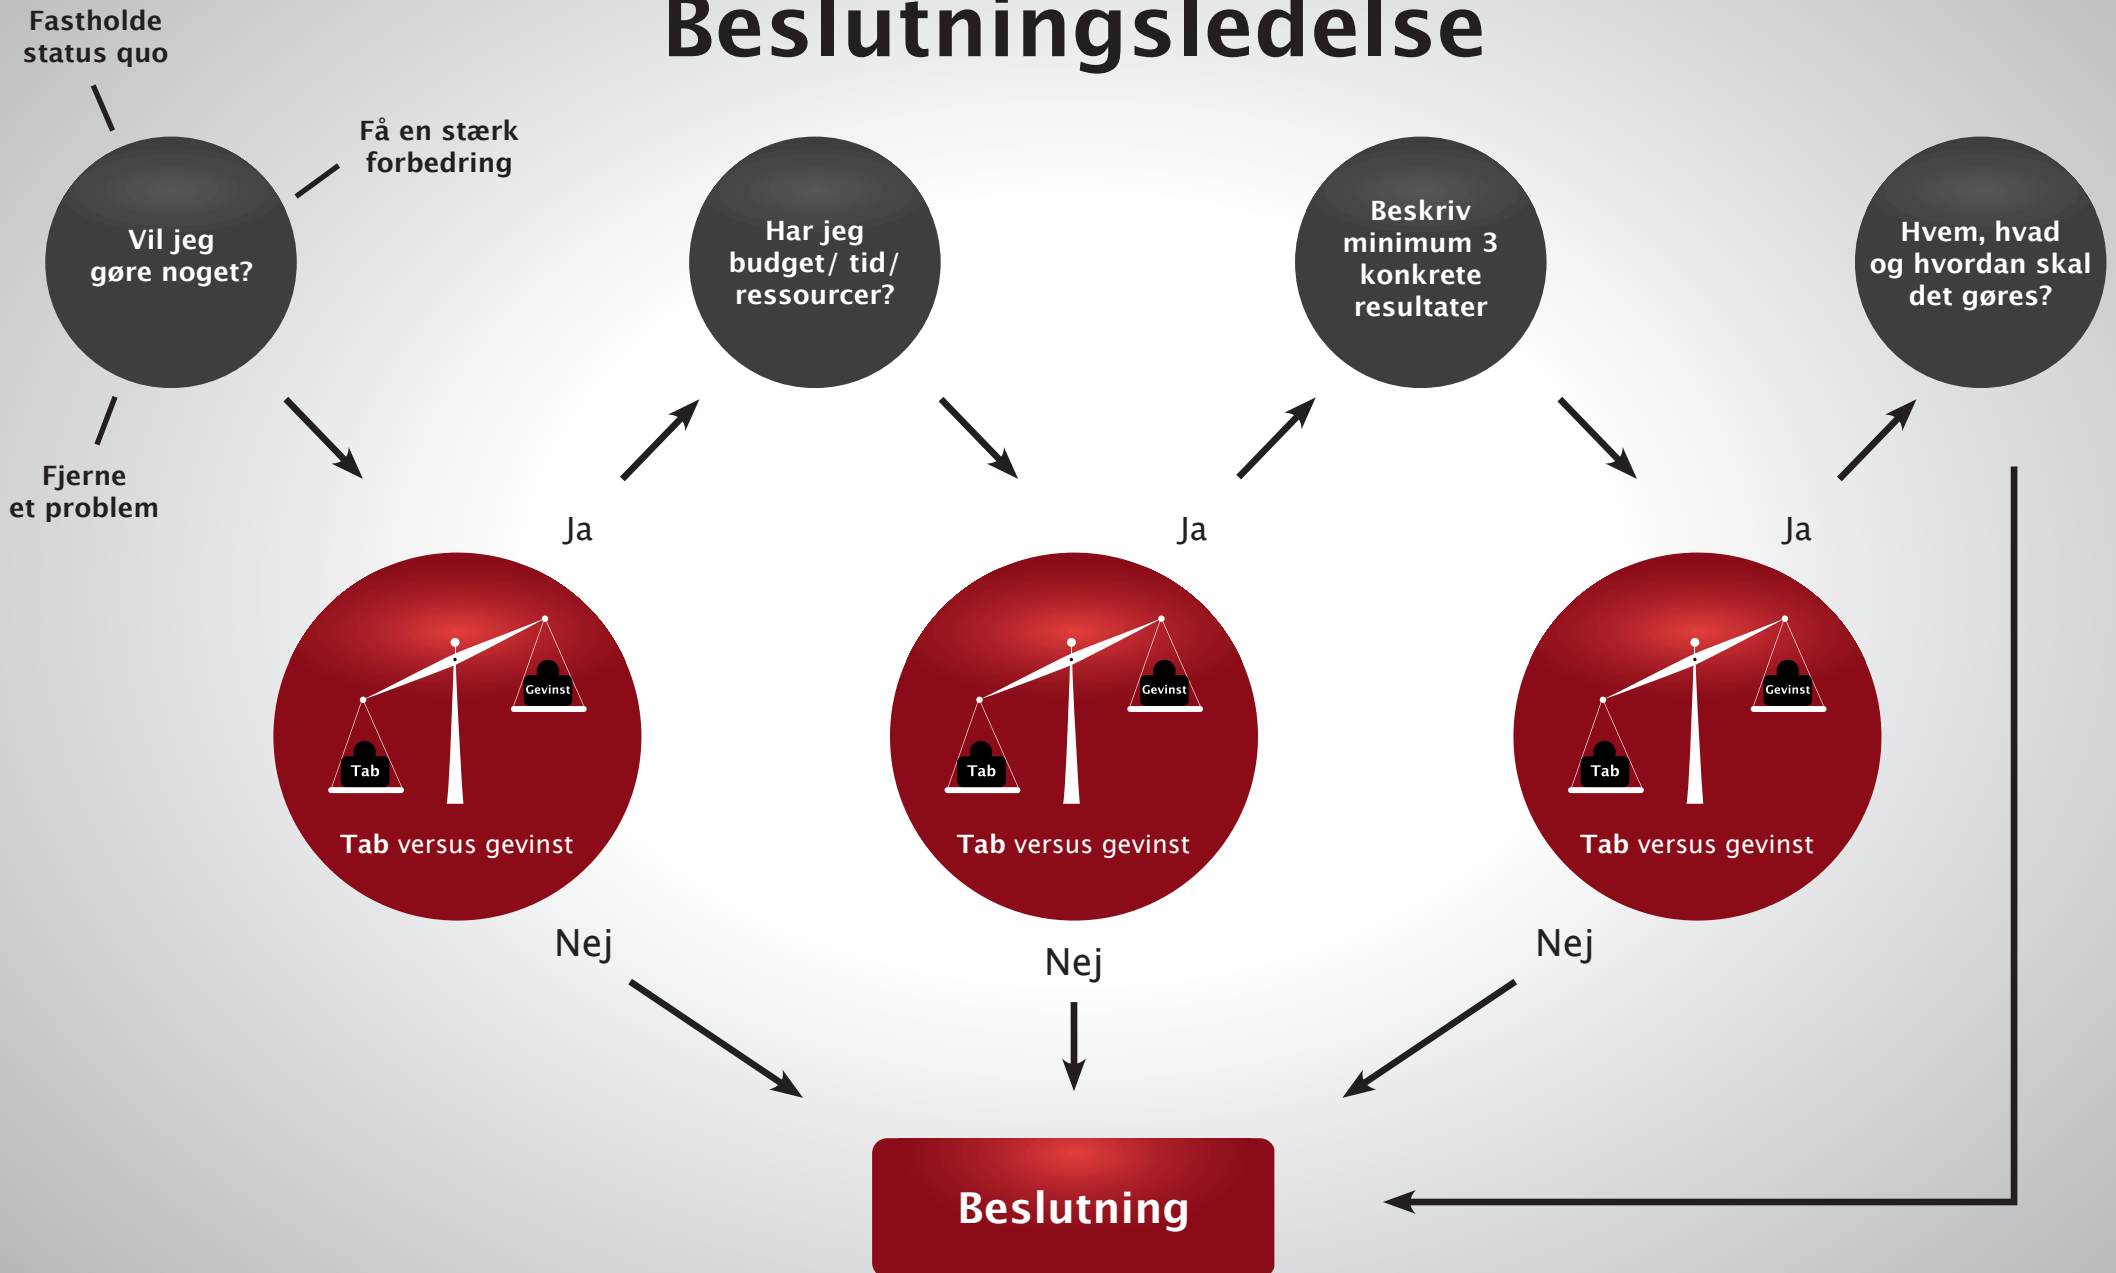 Beslutningsledelse
Fastholde
status quo
Få en stærk
forbedring
Vil jeg
gøre noget?
Fjerne
et problem
Har jeg
budget/ tid/
ressourcer?
Beskriv
minimum 3
konkrete
resultater
Hvem, hvad
og hvordan skal
det gøres?
Ja
Ja
Ja
Gevinst
Tab
Tab versus gevinst
Gevinst
Tab
Tab versus gevinst
Gevinst
Tab
Tab versus gevinst
Nej
Nej
Nej
Beslutning